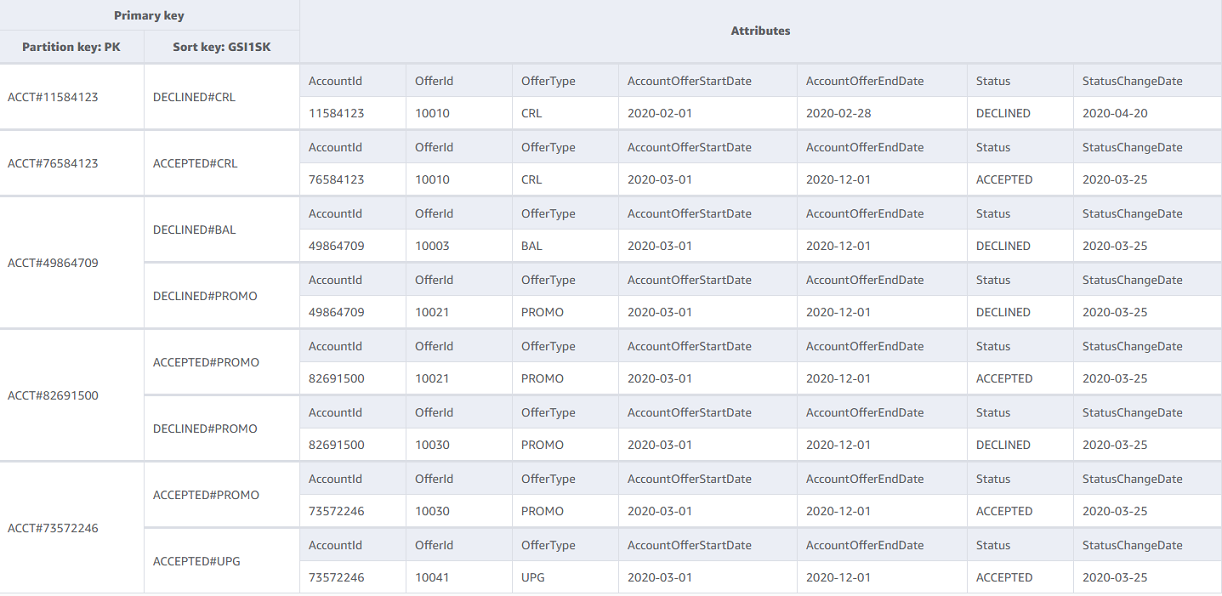 Primary key
Attributes
Partition key: PK Sort key: GSI1SK
AccountId OfferId OfferType AccountOfferStartDate AccountOfferEndDate Status StatusChangeDate
ACCT#11584123 DECLINED#CRL
11584123 10010 CRL 2020-02-01 2020-02-28 DECLINED 2020-04-20
AccountId OfferId OfferType AccountOfferStartDate AccountOfferEndDate Status StatusChangeDate
ACCT#76584123 ACCEPTED#CRL
76584123 10010 CRL 2020-03-01 2020-12-01 ACCEPTED 2020-03-25
AccountId OfferId OfferType AccountOfferStartDate AccountOfferEndDate Status StatusChangeDate
DECLINED#BAL
49864709 10003 BAL 2020-03-01 2020-12-01 DECLINED 2020-03-25
ACCT#49864709
AccountId OfferId OfferType AccountOfferStartDate AccountOfferEndDate Status StatusChangeDate
DECLINED#PROMO
49864709 10021 PROMO 2020-03-01 2020-12-01 DECLINED 2020-03-25
AccountId OfferId OfferType AccountOfferStartDate AccountOfferEndDate Status StatusChangeDate
ACCEPTED#PROMO
82691500 10021 PROMO 2020-03-01 2020-12-01 ACCEPTED 2020-03-25
ACCT#82691500
AccountId OfferId OfferType AccountOfferStartDate AccountOfferEndDate Status StatusChangeDate
DECLINED#PROMO
82691500 10030 PROMO 2020-03-01 2020-12-01 DECLINED 2020-03-25
AccountId OfferId OfferType AccountOfferStartDate AccountOfferEndDate Status StatusChangeDate
ACCEPTED#PROMO
73572246 10030 PROMO 2020-03-01 2020-12-01 ACCEPTED 2020-03-25
ACCT#73572246
AccountId OfferId OfferType AccountOfferStartDate AccountOfferEndDate Status StatusChangeDate
ACCEPTED#UPG
73572246 10041 UPG 2020-03-01 2020-12-01 ACCEPTED 2020-03-25